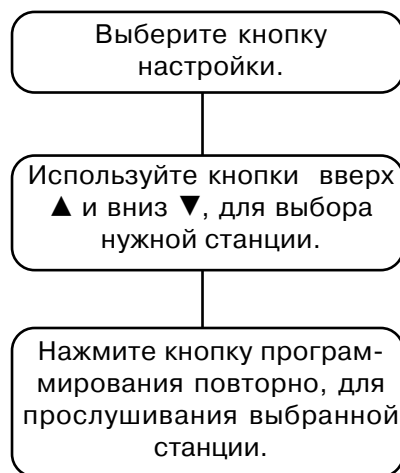 Выберите кнопку
настройки.
Используйте кнопки вверх
▲ и вниз ▼, для выбора
нужной станции.
Нажмите кнопку програм-
мирования повторно, для
прослушивания выбранной
станции.